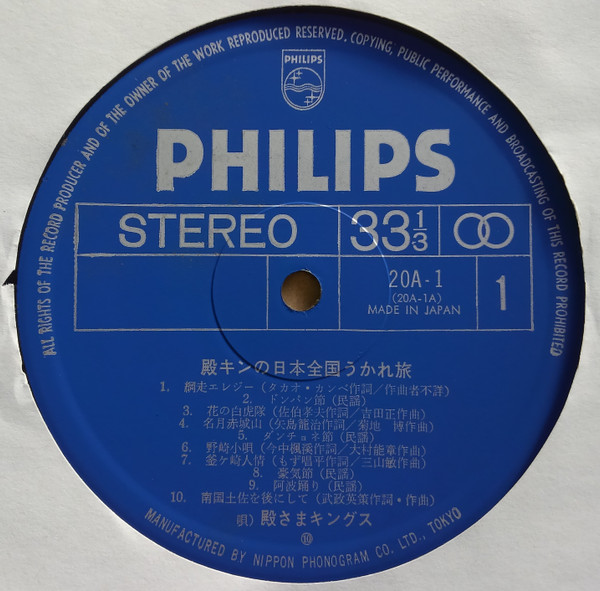 ALL RIGHTS OF THE RECORD PRODUCER AND OF THE OWNER OF THE WORK REPRODUCED RESERVED. COPYING, PUBLIC PERFORMANCE AND BROADCASTING OF THIS RECORD PROHIBITED
PHILIPS
PHILIPS
STEREO 33 1/3
20A-1 1
(20A-1A)
MADE IN JAPAN
殿キンの日本全国うかれ旅
1. 網走エレジー（タカオ・カンベ作詞／作曲者不詳）
2. ドンパン節（民謡）
3. 花の白虎隊（佐伯孝夫作詞／吉田正作曲）
4. 名月赤城山（矢島寵治作詞／菊地 博作曲）
5. ダンチョネ節（民謡）
6. 野崎小唄（今中楓溪作詞／大村能章作曲）
7. 釜ケ崎人情（もず唱平作詞／三山敏作曲）
8. 豪気節（民謡）
9. 阿波踊り（民謡）
10. 南国土佐を後にして（武政英策作詞・作曲）
唄）殿さまキングス
⑩
MANUFACTURED BY NIPPON PHONOGRAM CO. LTD., TOKYO